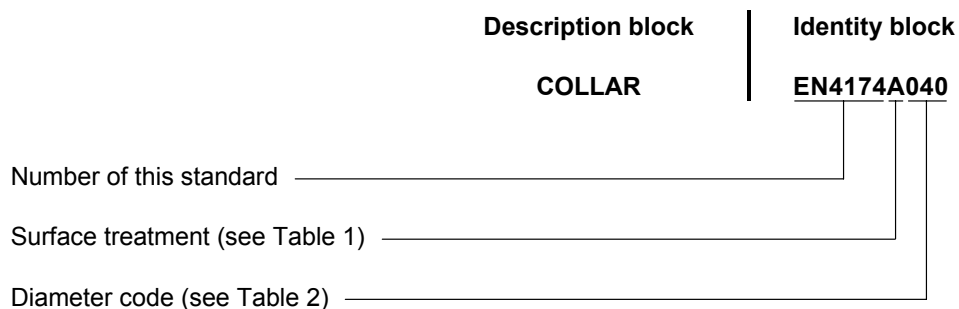 Description block Identity block
COLLAR EN4174A040
Number of this standard
Surface treatment (see Table 1)
Diameter code (see Table 2)